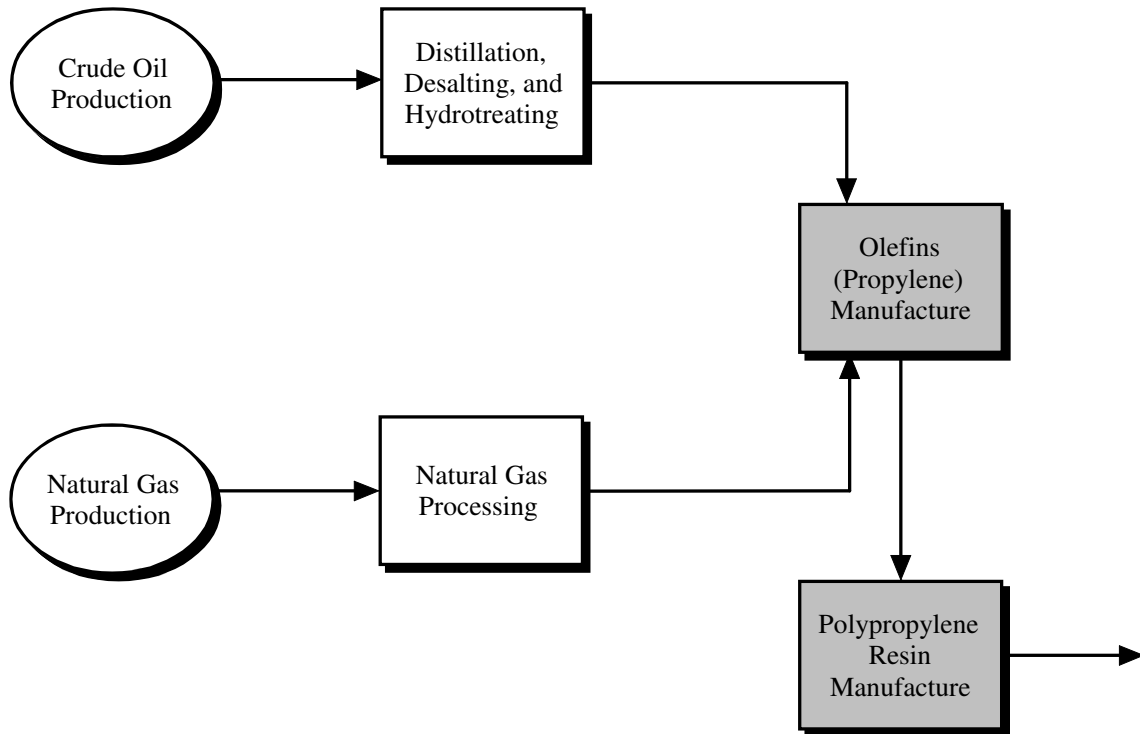 Crude Oil
Production
Distillation,
Desalting, and
Hydrotreating
Olefins
(Propylene)
Manufacture
Natural Gas
Production
Natural Gas
Processing
Polypropylene
Resin
Manufacture